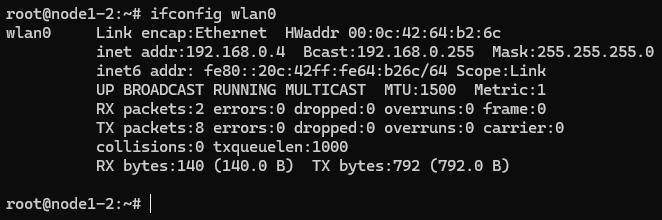 root@node1-2:~# ifconfig wlan0
wlan0     Link encap:Ethernet  HWaddr 00:0c:42:64:b2:6c
          inet addr:192.168.0.4  Bcast:192.168.0.255  Mask:255.255.255.0
          inet6 addr: fe80::20c:42ff:fe64:b26c/64 Scope:Link
          UP BROADCAST RUNNING MULTICAST  MTU:1500  Metric:1
          RX packets:2 errors:0 dropped:0 overruns:0 frame:0
          TX packets:8 errors:0 dropped:0 overruns:0 carrier:0
          collisions:0 txqueuelen:1000
          RX bytes:140 (140.0 B)  TX bytes:792 (792.0 B)
root@node1-2:~#